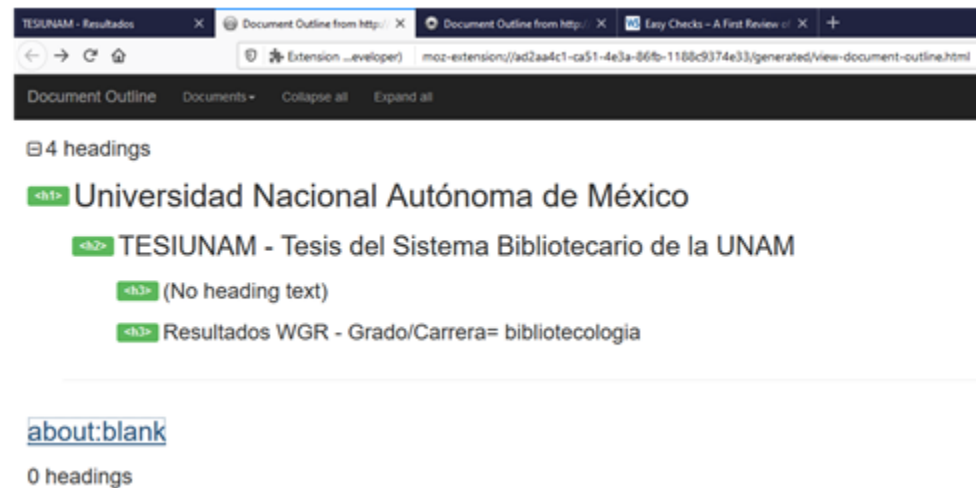 TESIUNAM - Resultados
Document Outline from http:/
Document Outline from http:/
Easy Checks – A First Review of
Extension ...eveloper)
moz-extension://ad2aa4c1-ca51-4e3a-86fb-1188c9374e33/generated/view-document-outline.html
Document Outline Documents Collapse all Expand all
4 headings
<h1> Universidad Nacional Autónoma de México
<h2> TESIUNAM - Tesis del Sistema Bibliotecario de la UNAM
<h3> (No heading text)
<h3> Resultados WGR - Grado/Carrera= bibliotecologia
about:blank
0 headings